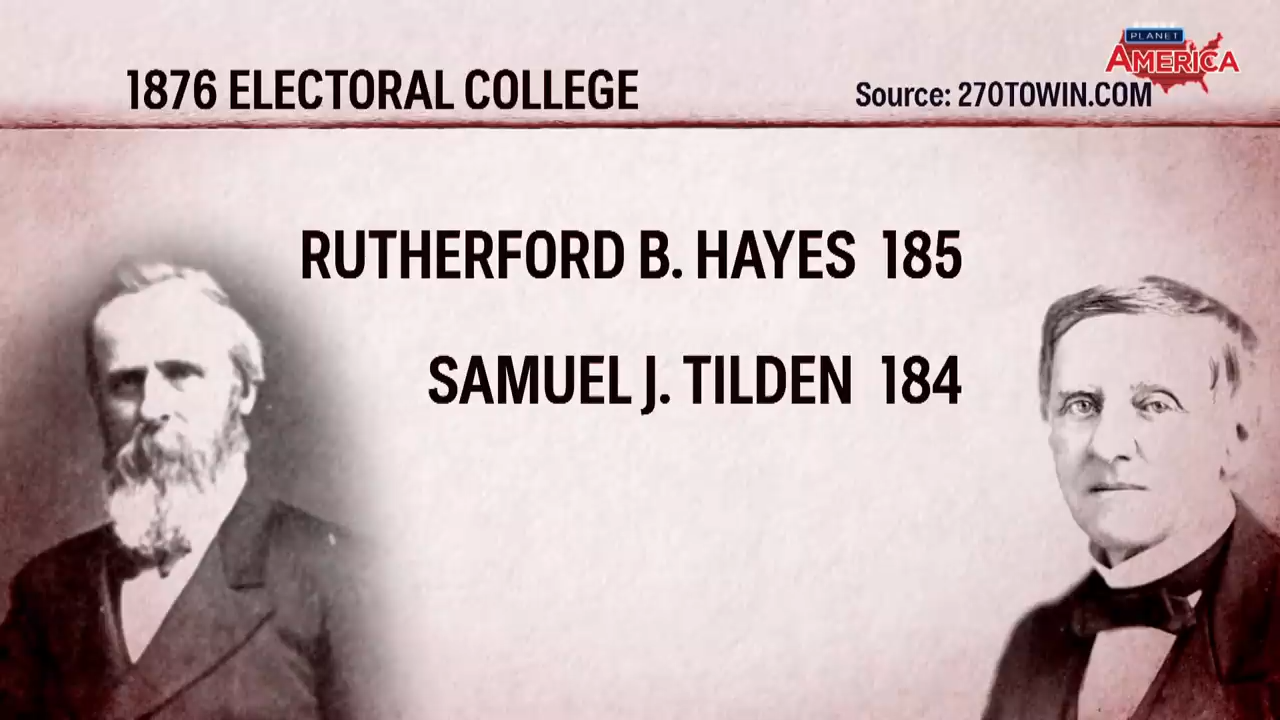 PLANET
AMERICA
1876 ELECTORAL COLLEGE
Source: 270TOWIN.COM
RUTHERFORD B. HAYES 185
SAMUEL J. TILDEN 184